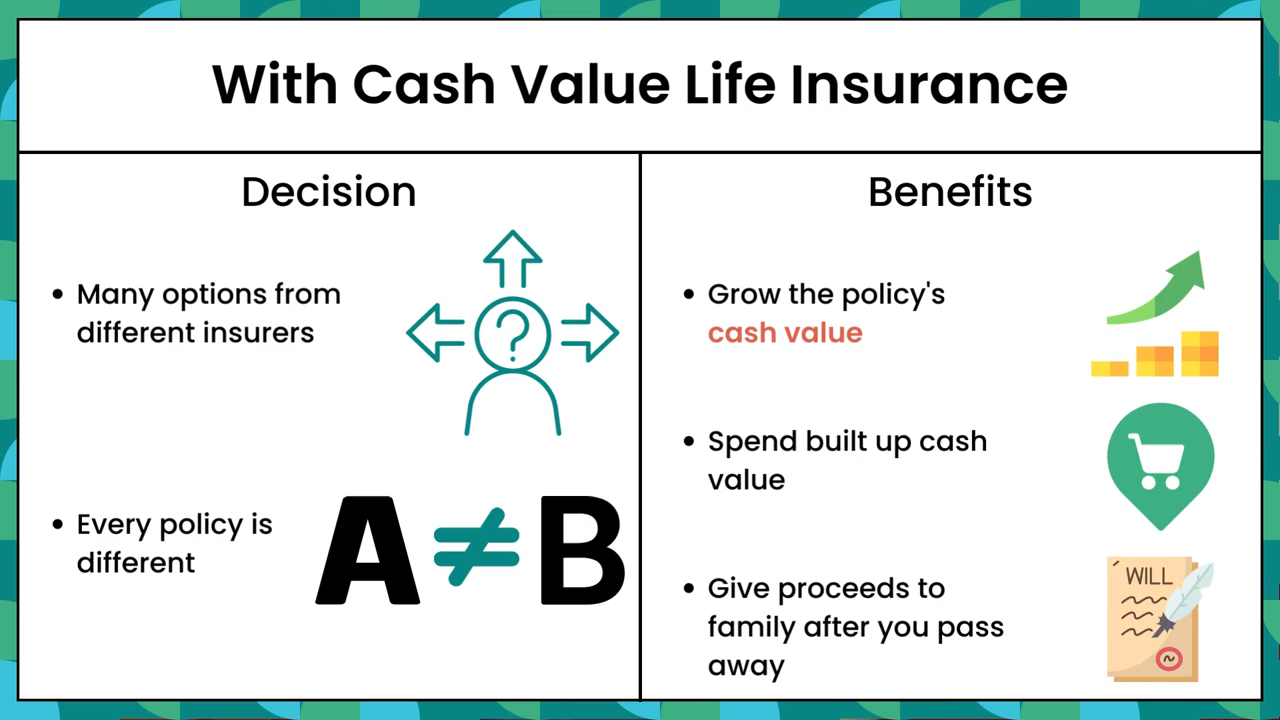 With Cash Value Life Insurance
Decision
• Many options from
different insurers
?
• Every policy is
different
A ≠ B
Benefits
• Grow the policy's
cash value
• Spend built up cash
value
• Give proceeds to
family after you pass
away
WILL